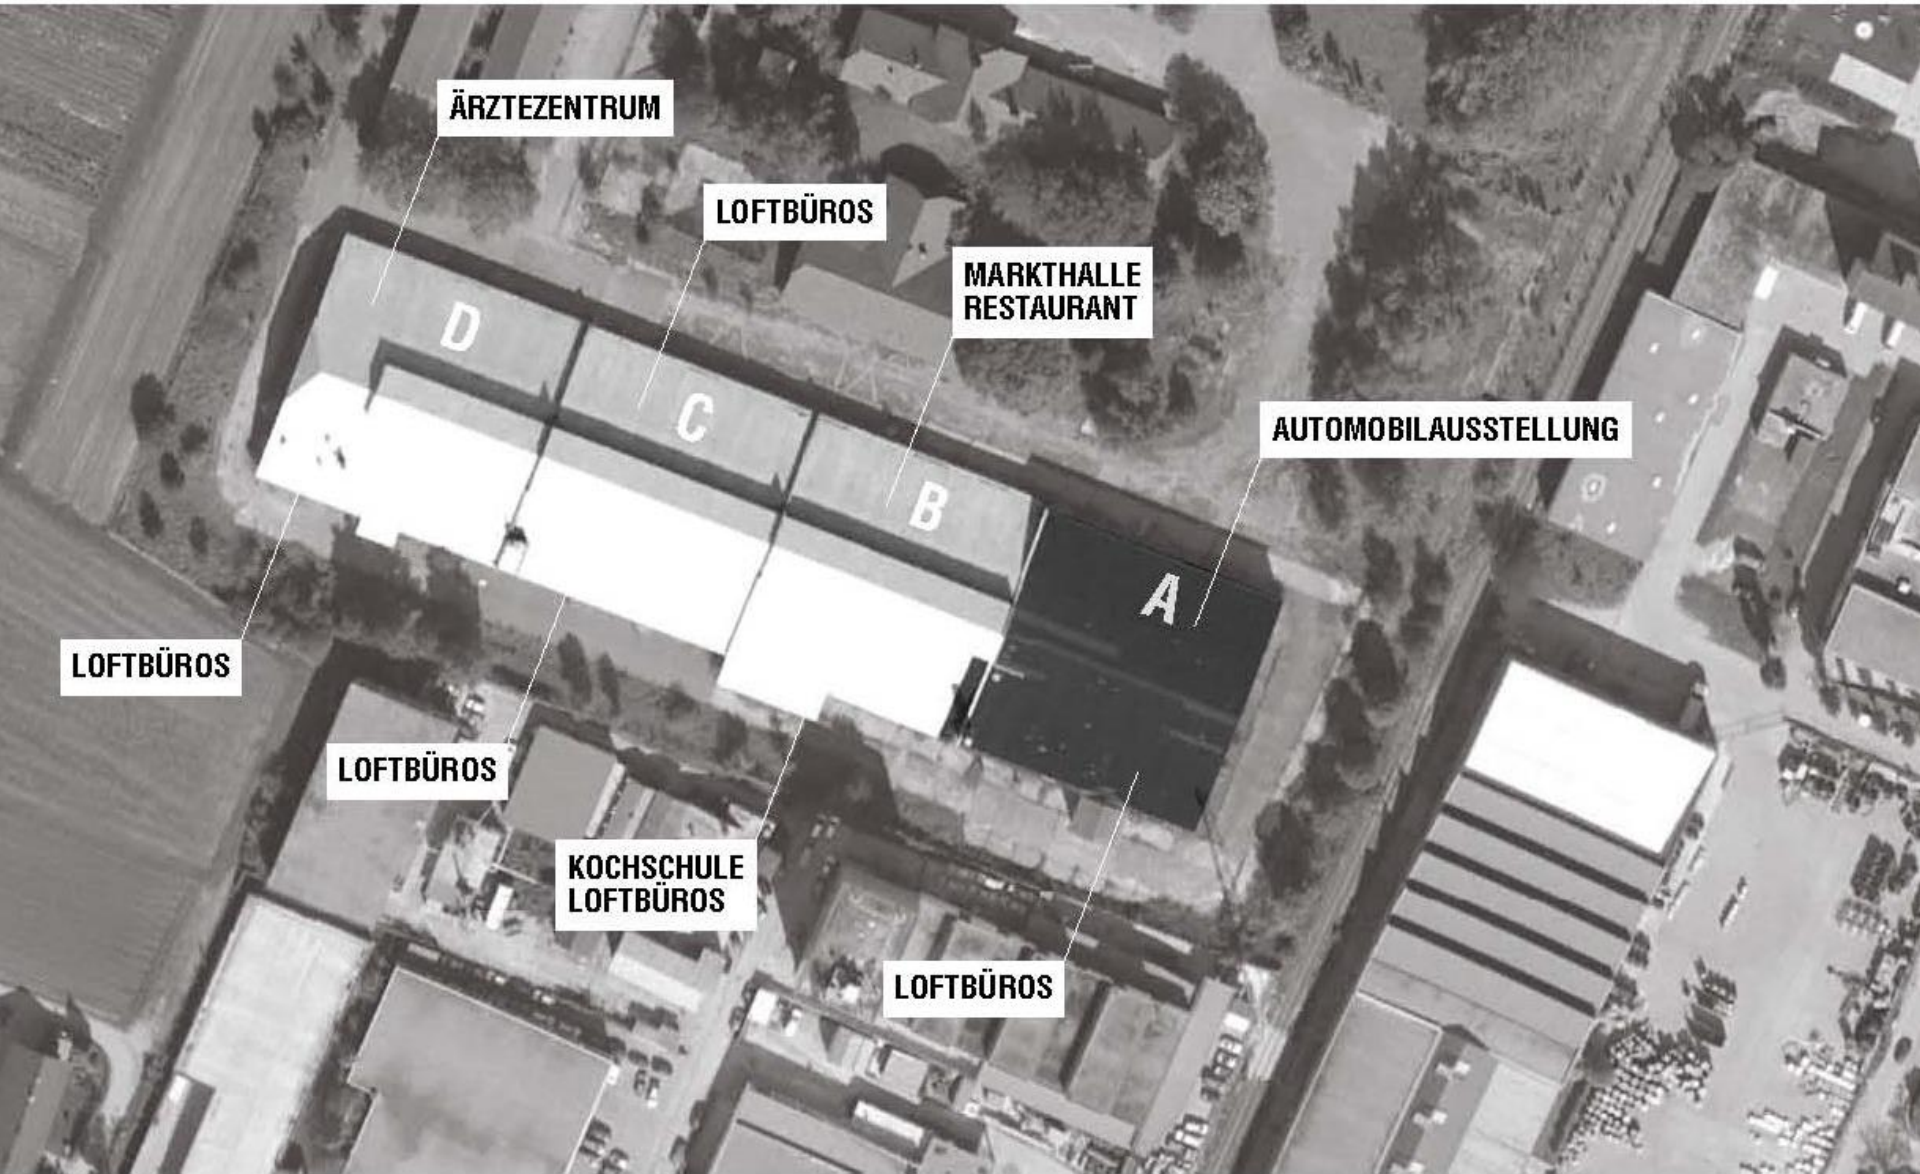 ÄRZTEZENTRUM
LOFTBÜROS
MARKTHALLE
RESTAURANT
AUTOMOBILAUSSTELLUNG
D
C
B
A
LOFTBÜROS
LOFTBÜROS
KOCHSCHULE
LOFTBÜROS
LOFTBÜROS